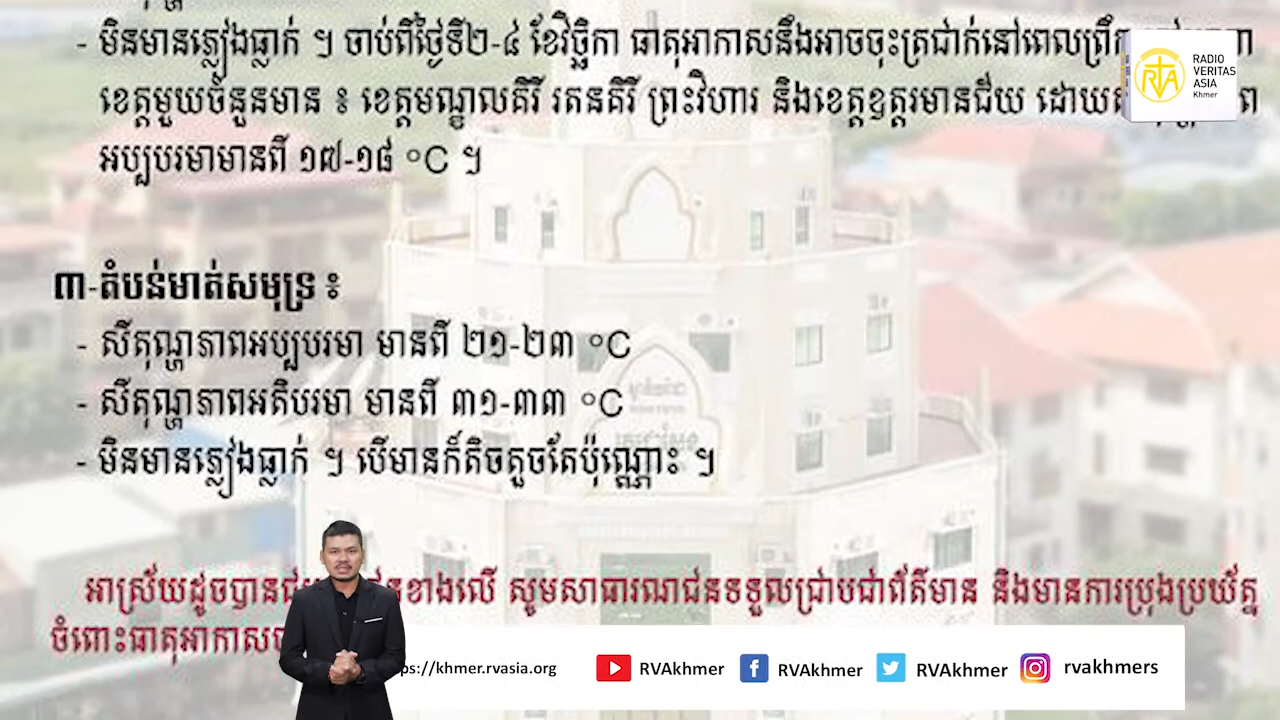 - មិនមានភ្លៀងធ្លាក់ ។ ចាប់ពីថ្ងៃទី២-៤ ខែវិច្ឆិកា ធាតុអាកាសនឹងអាចចុះត្រជាក់នៅពេលព្រឹក
ខេត្តមួយចំនួនមាន ៖ ខេត្តមណ្ឌលគិរី រតនគិរី ព្រះវិហារ និងខេត្តឧត្តរមានជ័យ ដោយ
អប្បបរមាមានពី ១៧-១៨ °C ។
៣-តំបន់មាត់សមុទ្រ ៖
- សីតុណ្ហភាពអប្បបរមា មានពី ២១-២៣ °C
- សីតុណ្ហភាពអតិបរមា មានពី ៣១-៣៣ °C
- មិនមានភ្លៀងធ្លាក់ ។ បើមានក៏តិចតួចតែប៉ុណ្ណោះ ។
អាស្រ័យដូចបាន ខាងលើ សូមសាធារណជនទទួលជ្រាបជាព័ត៌មាន និងមានការប្រុងប្រយ័ត្ន
ចំពោះធាតុអាកាស
RVA
RADIO
VERITAS
ASIA
Khmer
ps://khmer.rvasia.org
RVAkhmer
RVAkhmer
RVAkhmer
rvakhmers